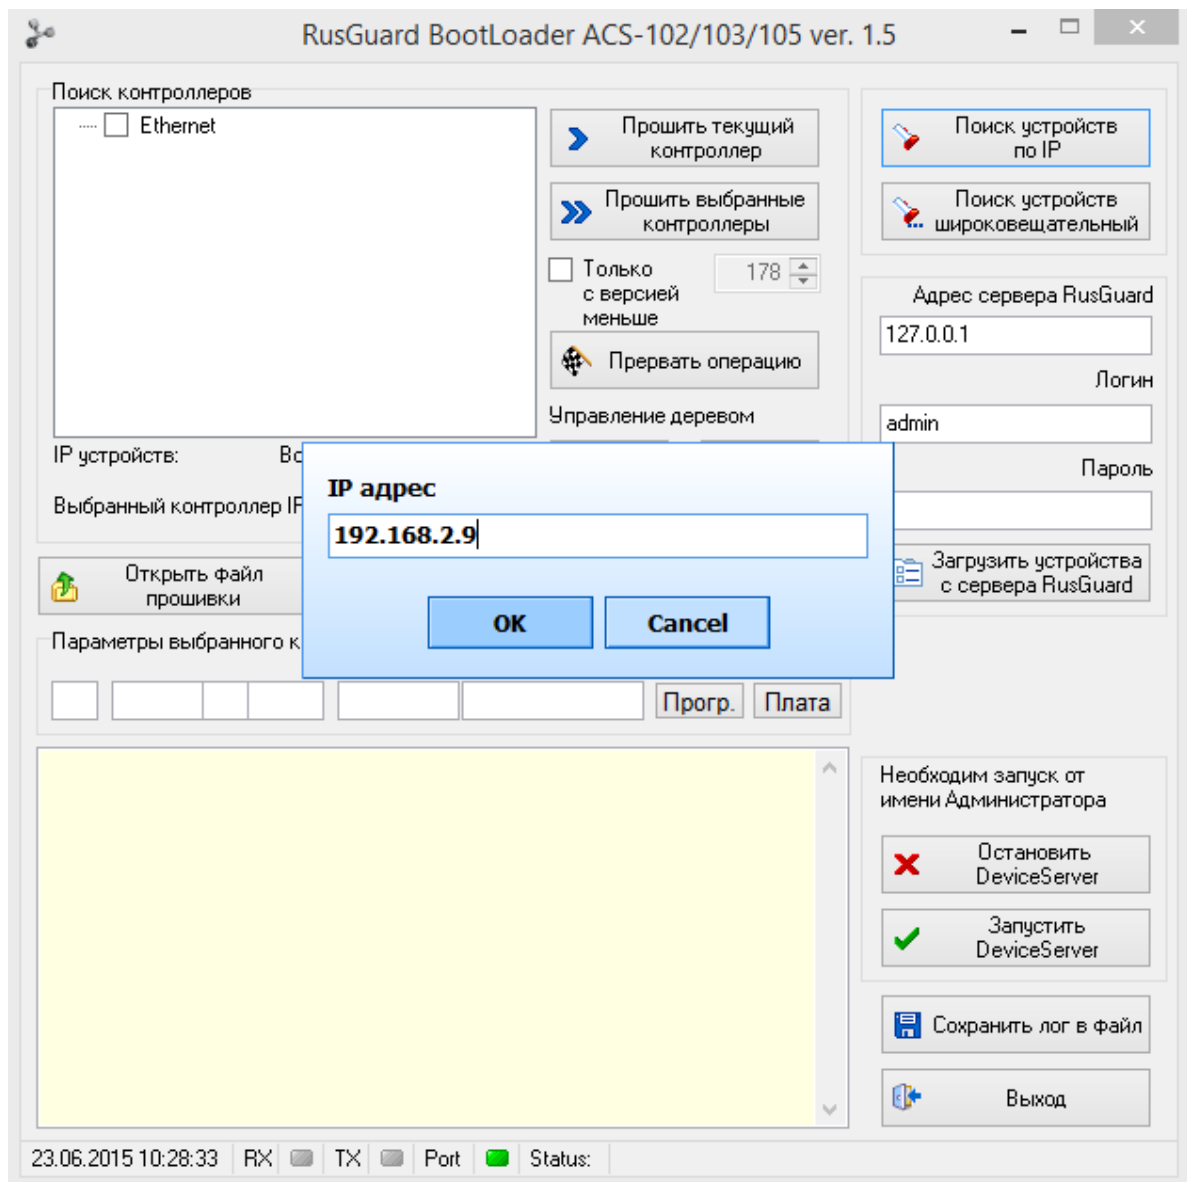 RusGuard BootLoader ACS-102/103/105 ver. 1.5
Поиск контроллеров
Ethernet
Прошить текущий
контроллер
Прошить выбранные
контроллеры
Только
с версией
меньше
178
Прервать операцию
Управление деревом
IP устройств:
Выбранный контроллер IP
Открыть файл
прошивки
Параметры выбранного к
Прогр.
Плата
IP адрес
192.168.2.9
OK
Cancel
Поиск устройств
по IP
Поиск устройств
широковещательный
Адрес сервера RusGuard
127.0.0.1
Логин
admin
Пароль
Загрузить устройства
с сервера RusGuard
Необходим запуск от
имени Администратора
Остановить
DeviceServer
Запустить
DeviceServer
Сохранить лог в файл
Выход
23.06.2015 10:28:33 RX TX Port Status: